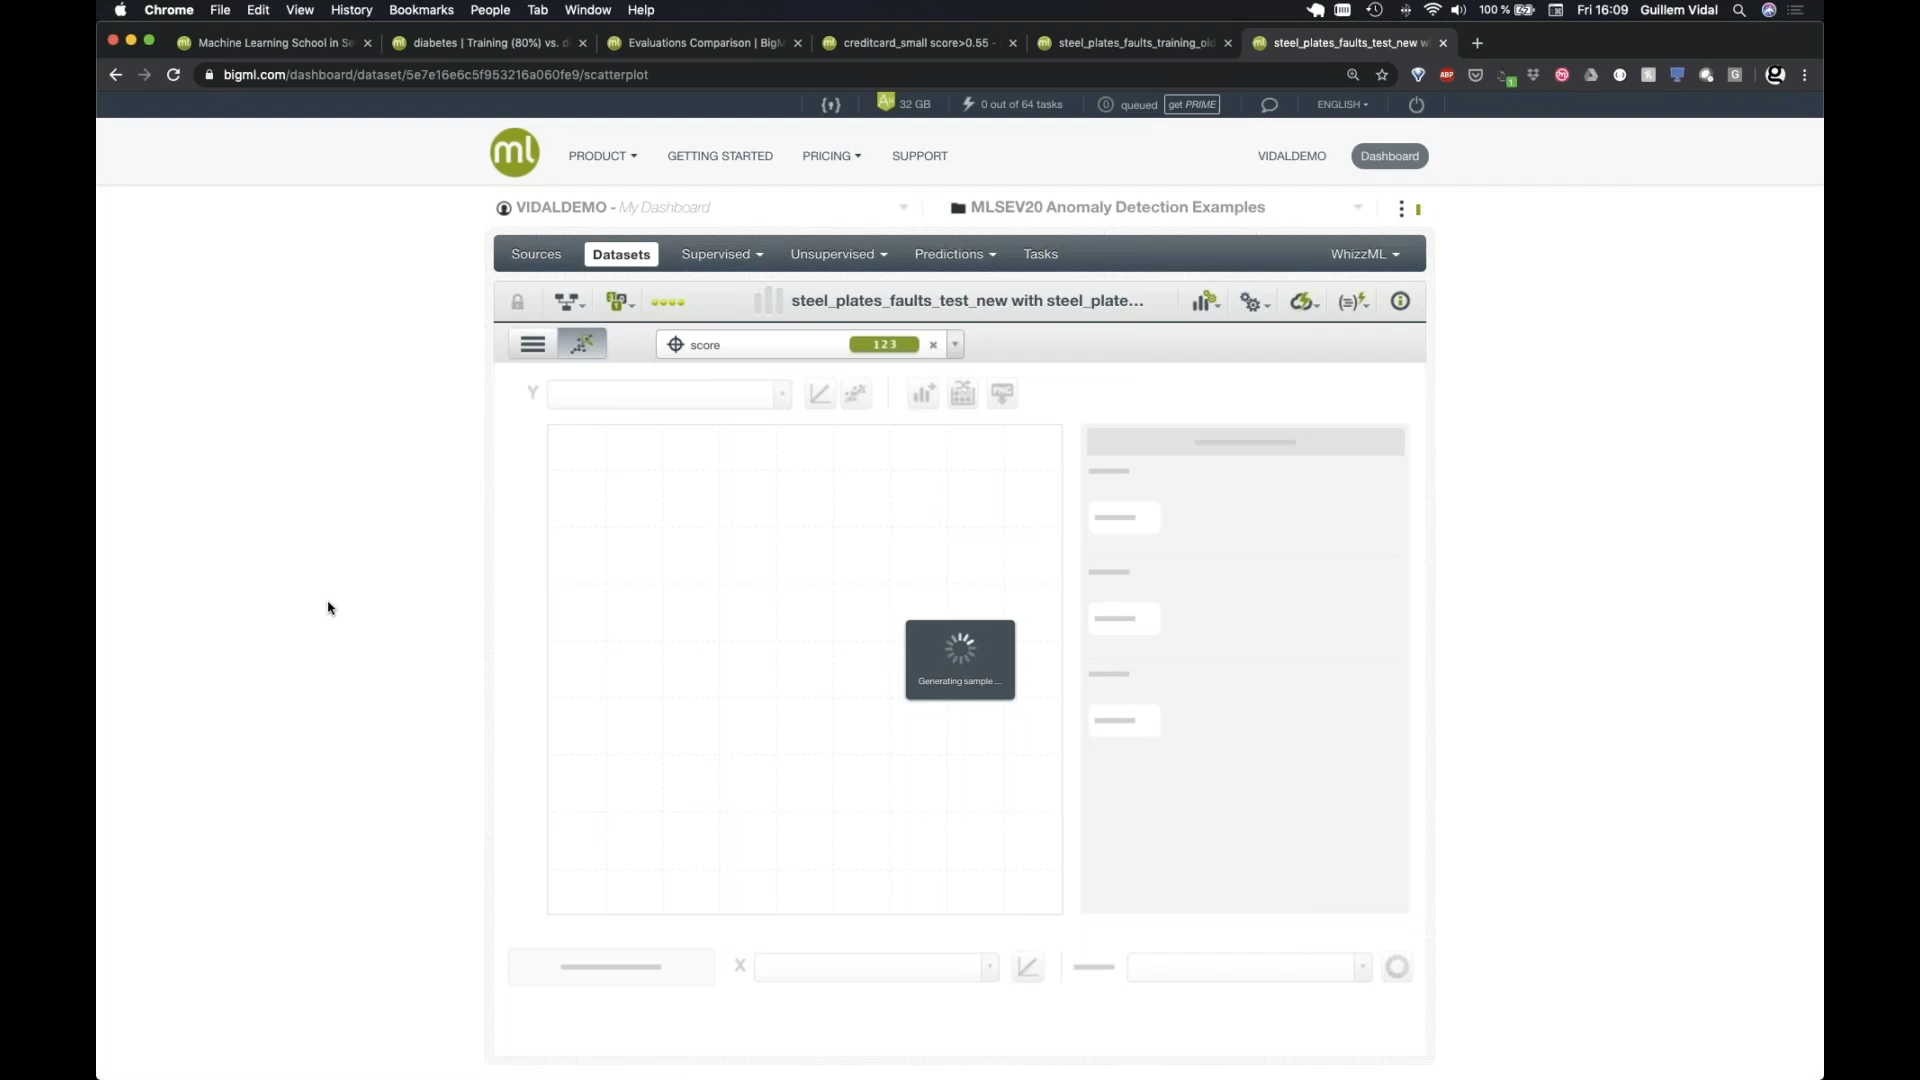 Chrome File Edit View History Bookmarks People Tab Window Help 100 % Fri 16:09 Guillem Vidal
Machine Learning School in Se diabetes | Training (80%) vs. d Evaluations Comparison | BigM creditcard_small score>0.55 - steel_plates_faults_training_old steel_plates_faults_test_new w
bigml.com/dashboard/dataset/5e7e16e6c5f953216a060fe9/scatterplot
32 GB 0 out of 64 tasks 0 queued get PRIME ENGLISH
ml PRODUCT GETTING STARTED PRICING SUPPORT VIDALDEMO Dashboard
VIDALDEMO - My Dashboard MLSEV20 Anomaly Detection Examples
Sources Datasets Supervised Unsupervised Predictions Tasks WhizzML
steel_plates_faults_test_new with steel_plate...
score 123
Y
Generating sample ...
X